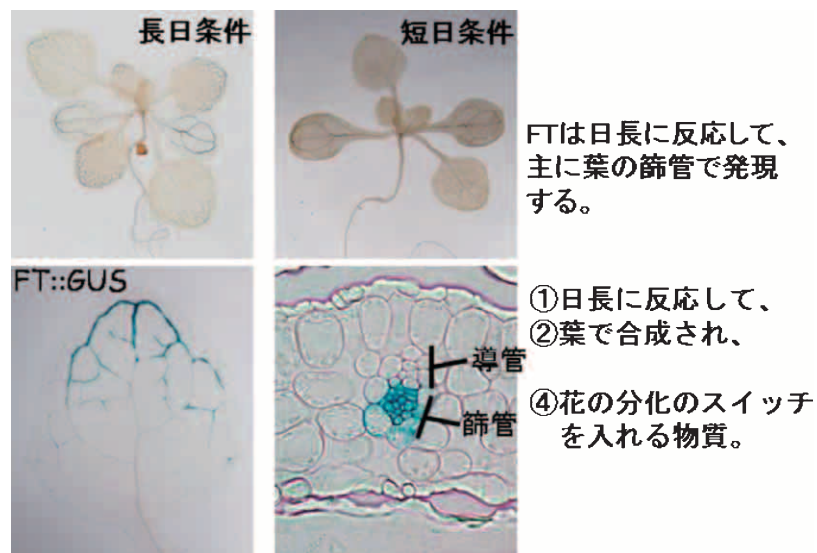 長日条件
短日条件
FTは日長に反応して、
主に葉の篩管で発現
する。
FT::GUS
導管
篩管
①日長に反応して、
②葉で合成され、
④花の分化のスイッチ
を入れる物質。